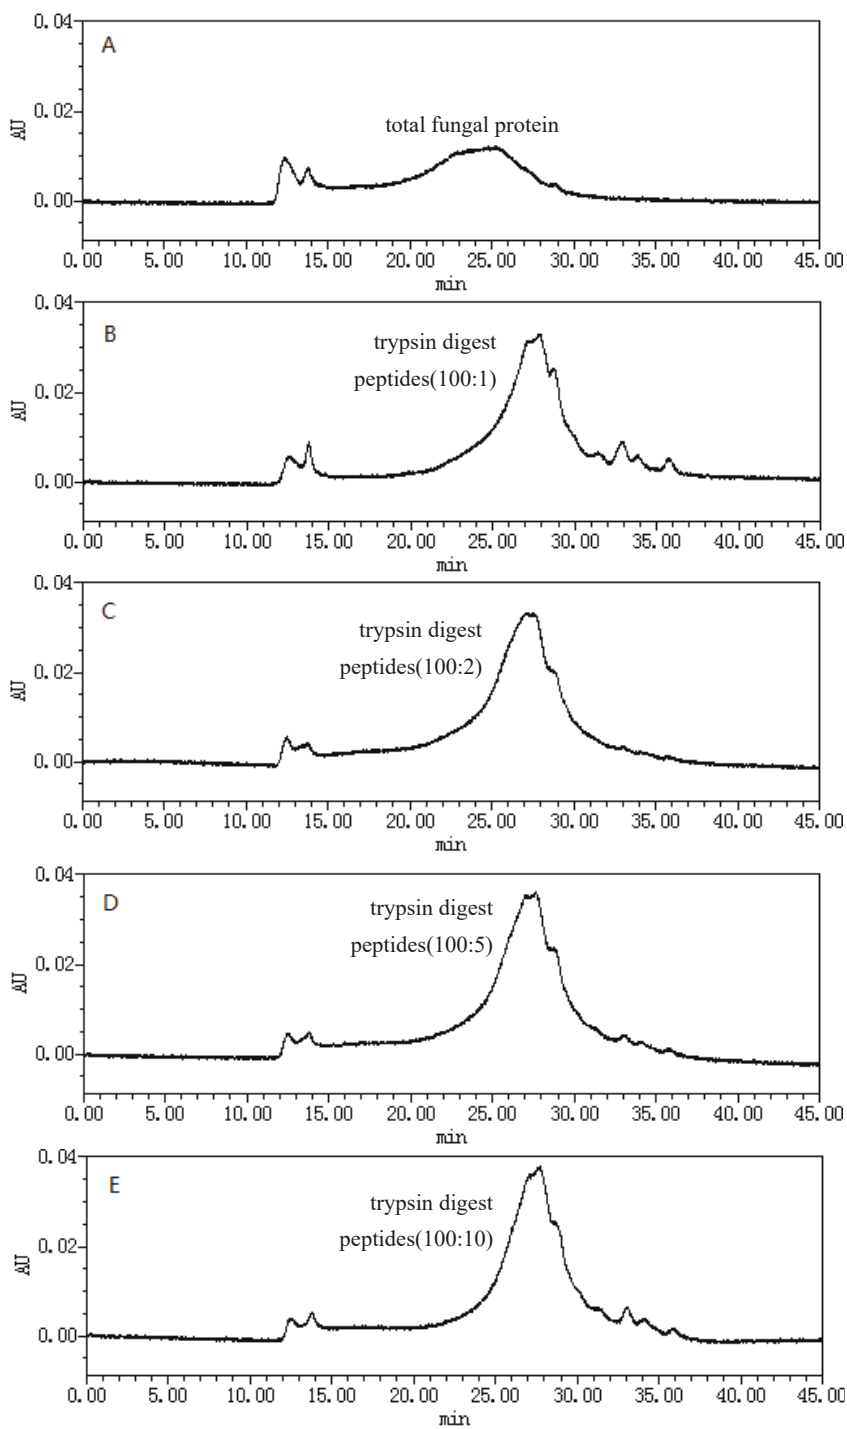 0.04
A
total fungal protein
0.02
AU
0.00
0.00 5.00 10.00 15.00 20.00 25.00 30.00 35.00 40.00 45.00
min
0.04
B
trypsin digest
peptides(100:1)
0.02
AU
0.00
0.00 5.00 10.00 15.00 20.00 25.00 30.00 35.00 40.00 45.00
min
0.04
C
trypsin digest
peptides(100:2)
0.02
AU
0.00
0.00 5.00 10.00 15.00 20.00 25.00 30.00 35.00 40.00 45.00
min
0.04
D
trypsin digest
peptides(100:5)
0.02
AU
0.00
0.00 5.00 10.00 15.00 20.00 25.00 30.00 35.00 40.00 45.00
min
0.04
E
trypsin digest
peptides(100:10)
0.02
AU
0.00
0.00 5.00 10.00 15.00 20.00 25.00 30.00 35.00 40.00 45.00
min